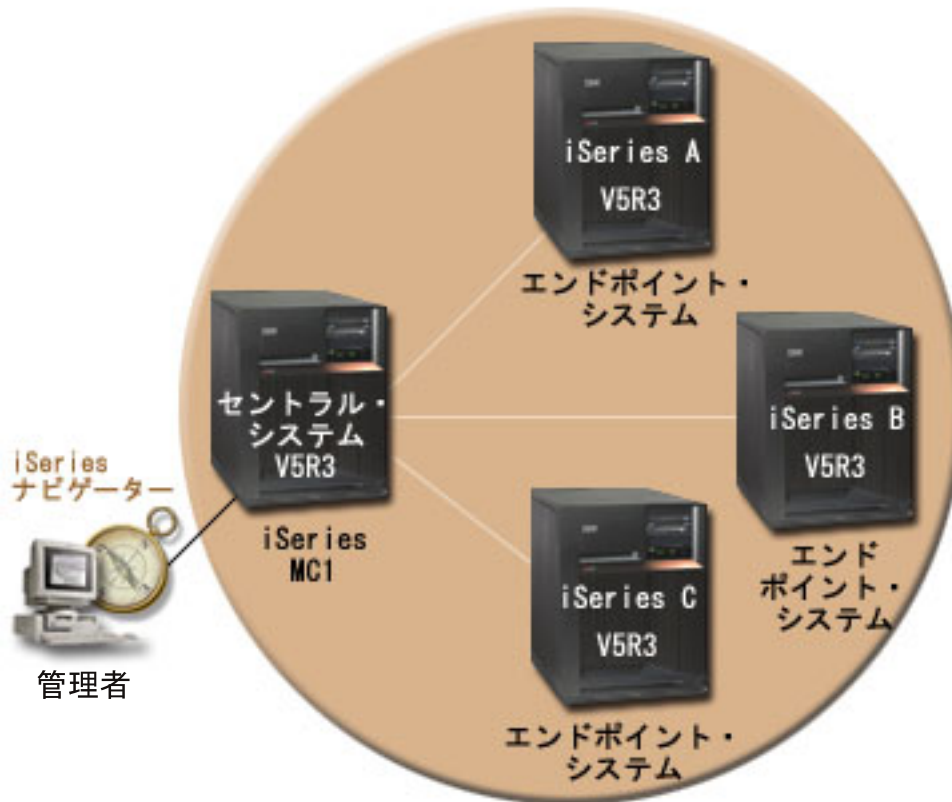 iSeries A
V5R3
エンドポイント・
システム
セントラル・
システム
V5R3
iSeries
MC1
iSeries B
V5R3
エンド
ポイント・
システム
iSeries
ナビゲーター
管理者
iSeries C
V5R3
エンドポイント・
システム